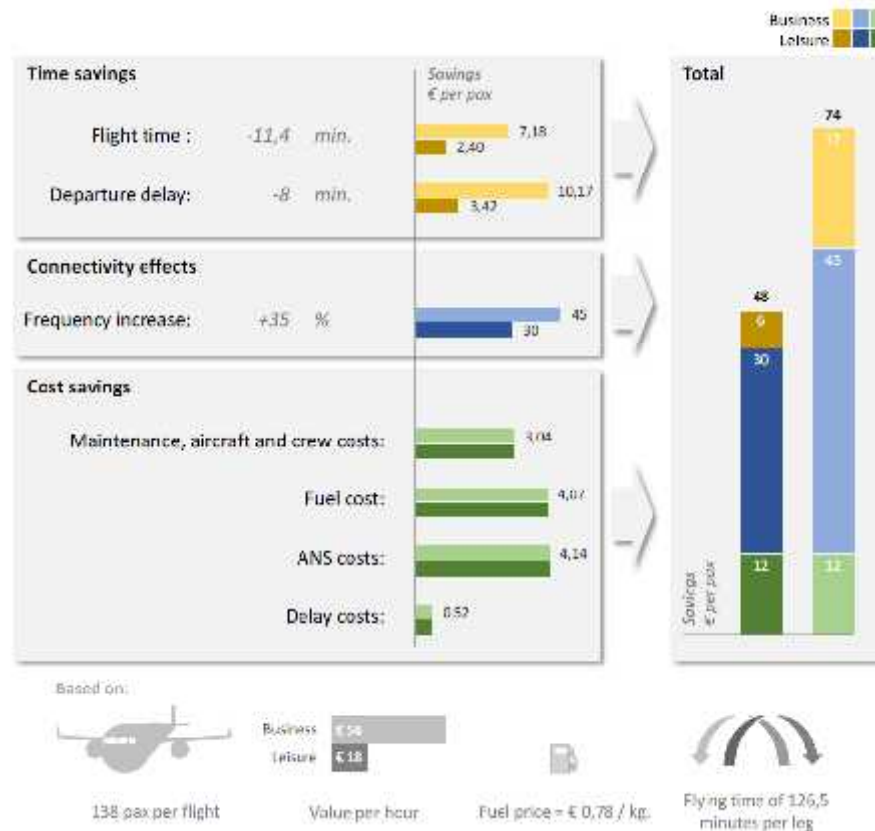 Business
Leisure
Time savings
Savings
€ per pax
Total
Flight time : -11,4 min.
7,18
2,40
Departure delay: -8 min.
10,17
3,42
74
17
Connectivity effects
Frequency increase: +35 %
45
30
48
6
30
45
Cost savings
Maintenance, aircraft and crew costs:
3,04
Fuel cost:
4,07
ANS costs:
4,14
Delay costs:
0.52
12
12
Savings
€ per pax
Based on:
Business
Leisure € 18
138 pax per flight
Value per hour
Fuel price = € 0,78 / kg.
Flying time of 126,5
minutes per leg